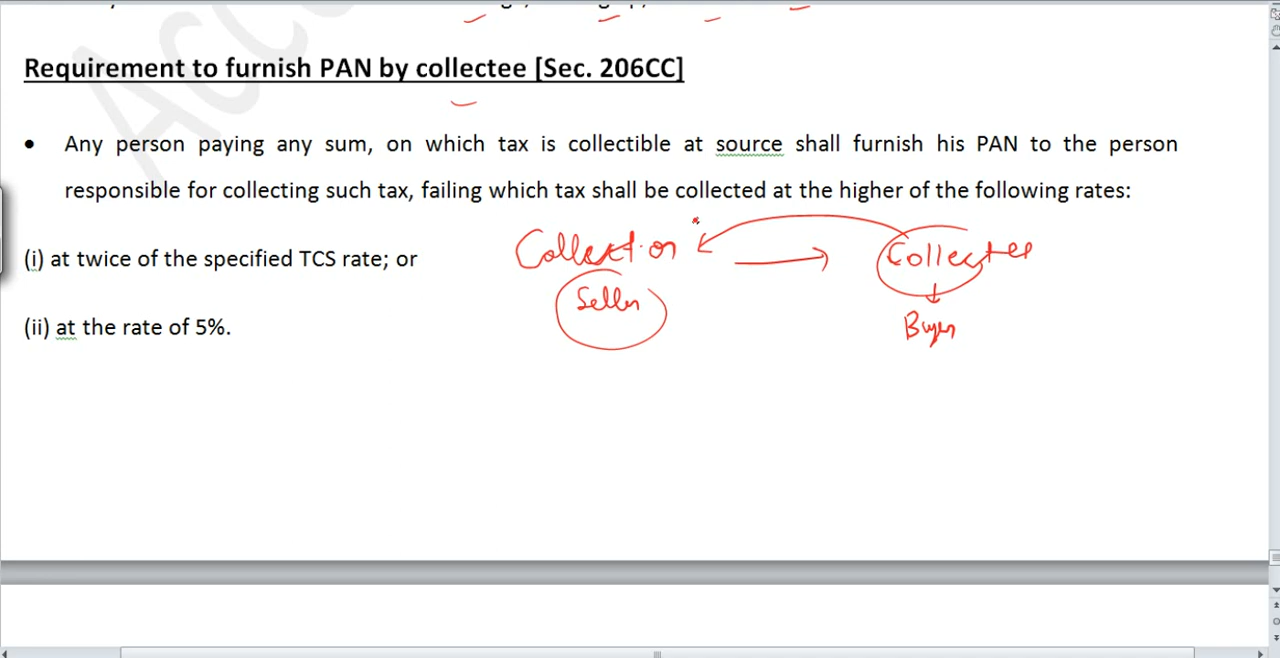 Requirement to furnish PAN by collectee [Sec. 206CC]
• Any person paying any sum, on which tax is collectible at source shall furnish his PAN to the person
responsible for collecting such tax, failing which tax shall be collected at the higher of the following rates:
(i) at twice of the specified TCS rate; or
Collection Collectee
Seller
(ii) at the rate of 5%.
Buyer